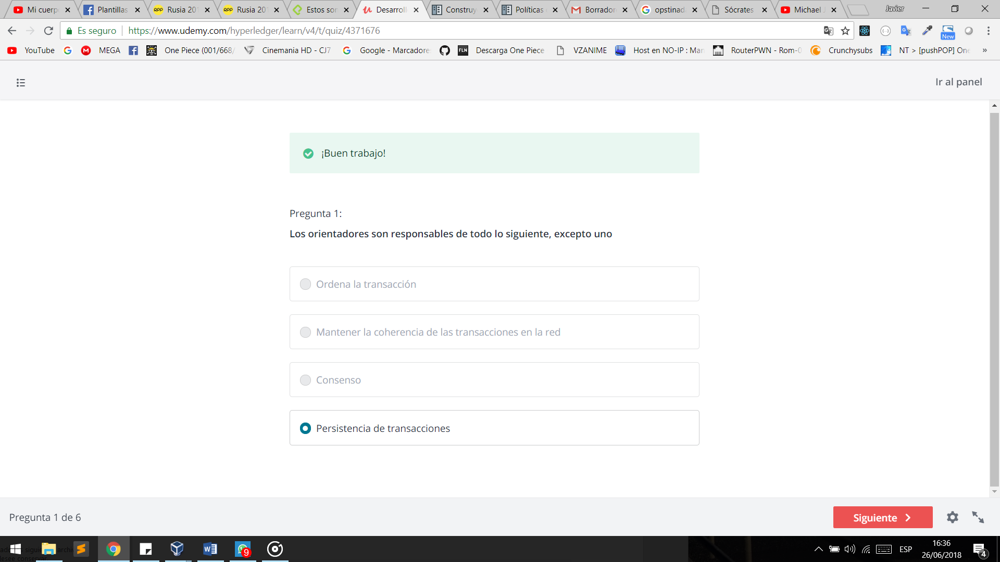 Mi cuerp
Plantillas
Rusia 201
Rusia 201
Estos son
Desarroll
Construy
Políticas
Borrador
opstinad
Sócrates
Michael J
Javier
Es seguro
https://www.udemy.com/hyperledger/learn/v4/t/quiz/4371676
New
YouTube
MEGA
One Piece (001/668/
Cinemania HD - CJ7
Google - Marcadore
FLN
Descarga One Piece
VZANIME
Host en NO-IP : Man
RouterPWN - Rom-0
Crunchysubs
NT > [pushPOP] One
»
Ir al panel
¡Buen trabajo!
Pregunta 1:
Los orientadores son responsables de todo lo siguiente, excepto uno
Ordena la transacción
Mantener la coherencia de las transacciones en la red
Consenso
Persistencia de transacciones
Pregunta 1 de 6
Siguiente
9
ESP
16:36
26/06/2018
4